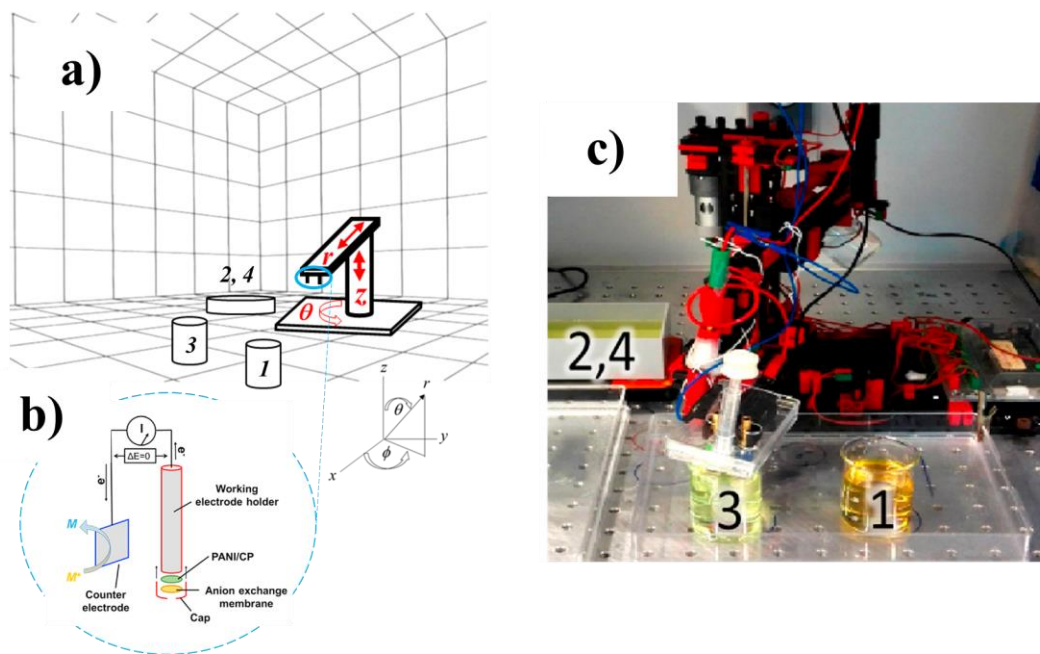 a)
r
2, 4
z
θ
3
1
b)
z
r
θ
y
ϕ
x
I
ΔE=0
e-
e-
Working
electrode holder
M
M+
PANI/CP
Counter
electrode
Anion exchange
membrane
Cap
c)
2,4
3
1